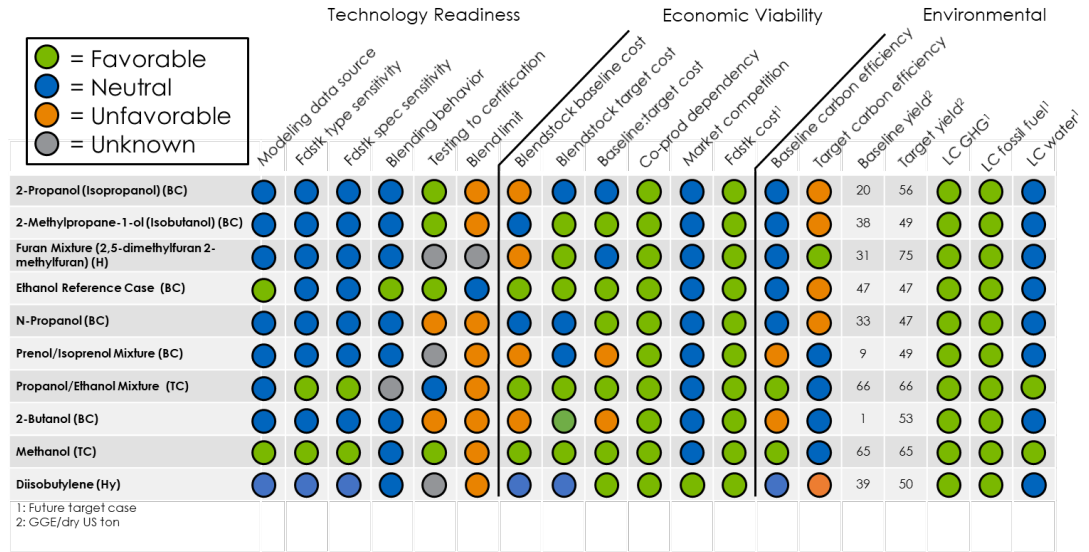 Technology Readiness
Economic Viability
Environmental
= Favorable
= Neutral
= Unfavorable
= Unknown
Modeling data source
Fdstk type sensitivity
Fdstk spec sensitivity
Blending behavior
Testing to certification
Blend limit
Blendstock baseline cost
Blendstock target cost
Baseline:target cost
Co-prod dependency
Market competition
Fdstk cost¹
Baseline carbon efficiency
Target carbon efficiency
Baseline yield²
Target yield²
LC GHG¹
LC fossil fuel¹
LC water¹
2-Propanol (Isopropanol) (BC) 20 56
2-Methylpropane-1-ol (Isobutanol) (BC) 38 49
Furan Mixture (2,5-dimethylfuran 2-
methylfuran) (H) 31 75
Ethanol Reference Case (BC) 47 47
N-Propanol (BC) 33 47
Prenol/Isoprenol Mixture (BC) 9 49
Propanol/Ethanol Mixture (TC) 66 66
2-Butanol (BC) 1 53
Methanol (TC) 65 65
Diisobutylene (Hy) 39 50
1: Future target case
2: GGE/dry US ton